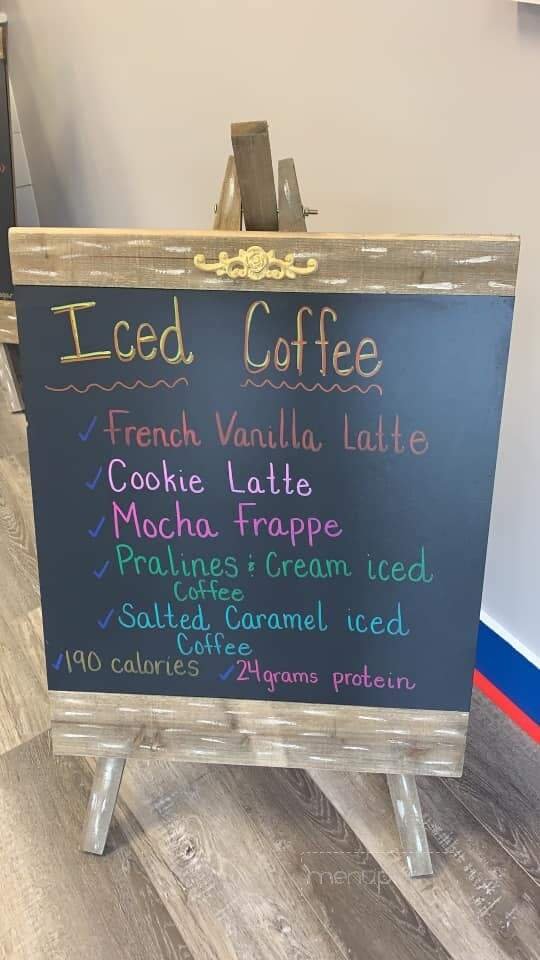 Iced Coffee
✓ French Vanilla Latte
✓ Cookie Latte
✓ Mocha Frappe
✓ Pralines & Cream iced
Coffee
✓ Salted Caramel iced
Coffee
✓ 190 calories ✓ 24grams protein